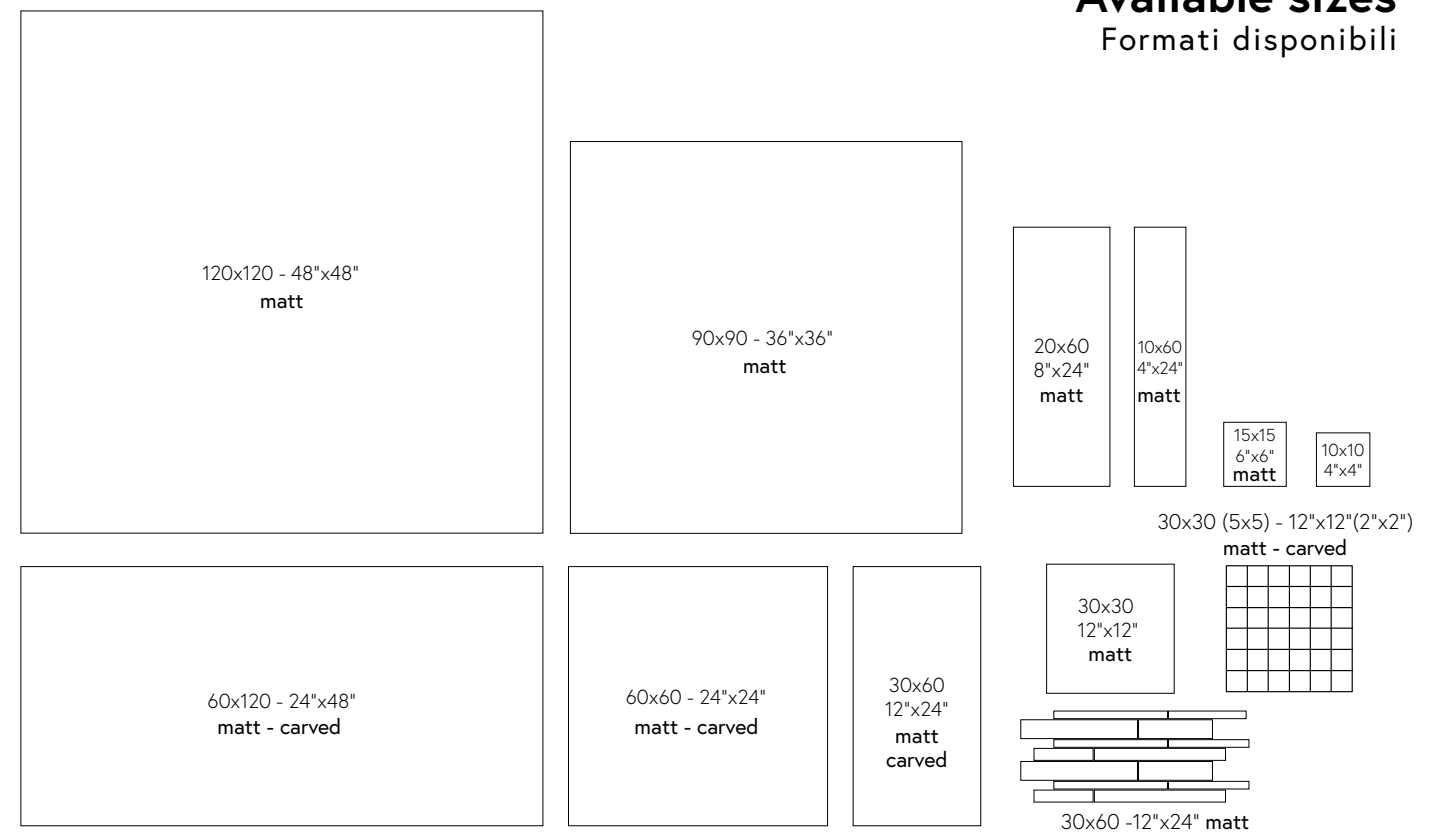 Available sizes
Formati disponibili
120x120 - 48"x48"
matt
90x90 - 36"x36"
matt
20x60
8"x24"
matt
10x60
4"x24"
matt
15x15
6"x6"
matt
10x10
4"x4"
30x30 (5x5) - 12"x12"(2"x2")
matt - carved
60x120 - 24"x48"
matt - carved
60x60 - 24"x24"
matt - carved
30x60
12"x24"
matt
carved
30x30
12"x12"
matt
30x60 -12"x24" matt